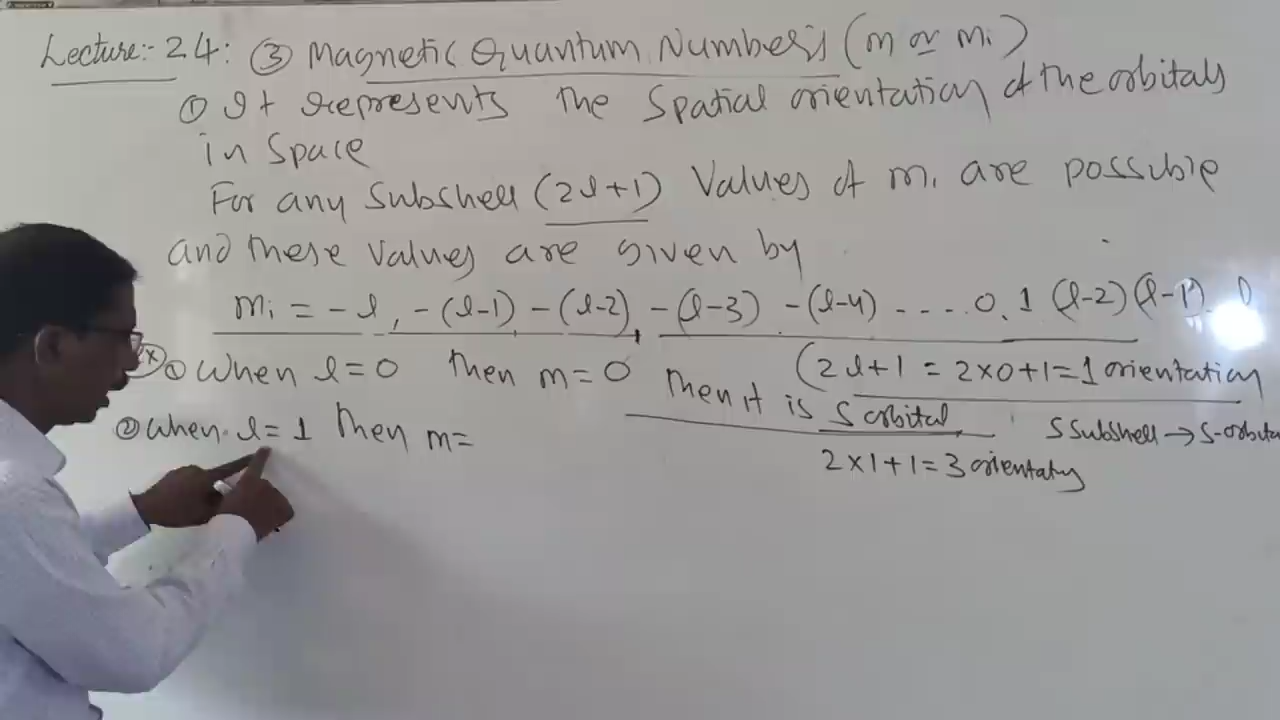 Lecture:- 24: ③ Magnetic Quantum Numbers (m or m₁)
① It represents the Spatial orientation of the orbitals
in Space
For any Subshell (2l+1) Values of m₁ are possible
and these values are given by
m₁ = -l, -(l-1) -(l-2), -(l-3) -(l-4) ..... 0, 1 (l-2)(l-1). l
① When l=0 then m=0 Then it is S orbital
(2l+1 = 2×0+1=1 orientation
S Subshell → S-orbita
② When l=1 Then m=
2×1+1=3 orientaty